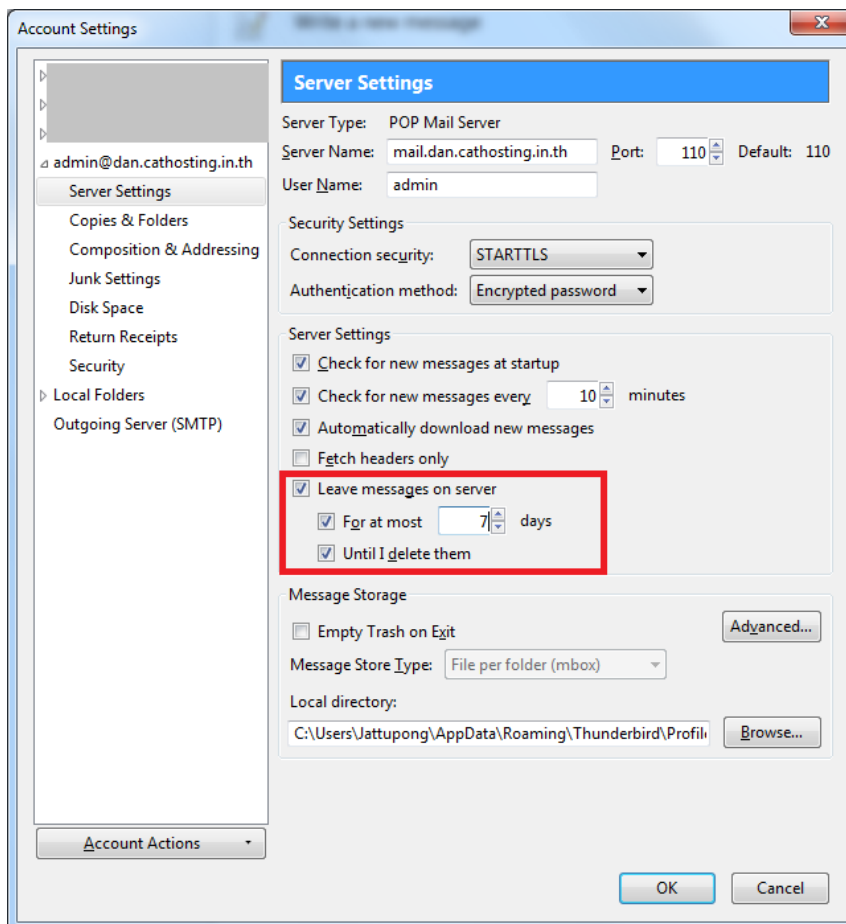 Write a new message
Account Settings
admin@dan.cathosting.in.th
Server Settings
Copies & Folders
Composition & Addressing
Junk Settings
Disk Space
Return Receipts
Security
Local Folders
Outgoing Server (SMTP)
Account Actions
Server Settings
Server Type: POP Mail Server
Server Name: mail.dan.cathosting.in.th Port: 110 Default: 110
User Name: admin
Security Settings
Connection security: STARTTLS
Authentication method: Encrypted password
Server Settings
Check for new messages at startup
Check for new messages every 10 minutes
Automatically download new messages
Fetch headers only
Leave messages on server
For at most 7 days
Until I delete them
Message Storage
Empty Trash on Exit Advanced...
Message Store Type: File per folder (mbox)
Local directory:
C:\Users\Jattupong\AppData\Roaming\Thunderbird\Profil Browse...
OK Cancel